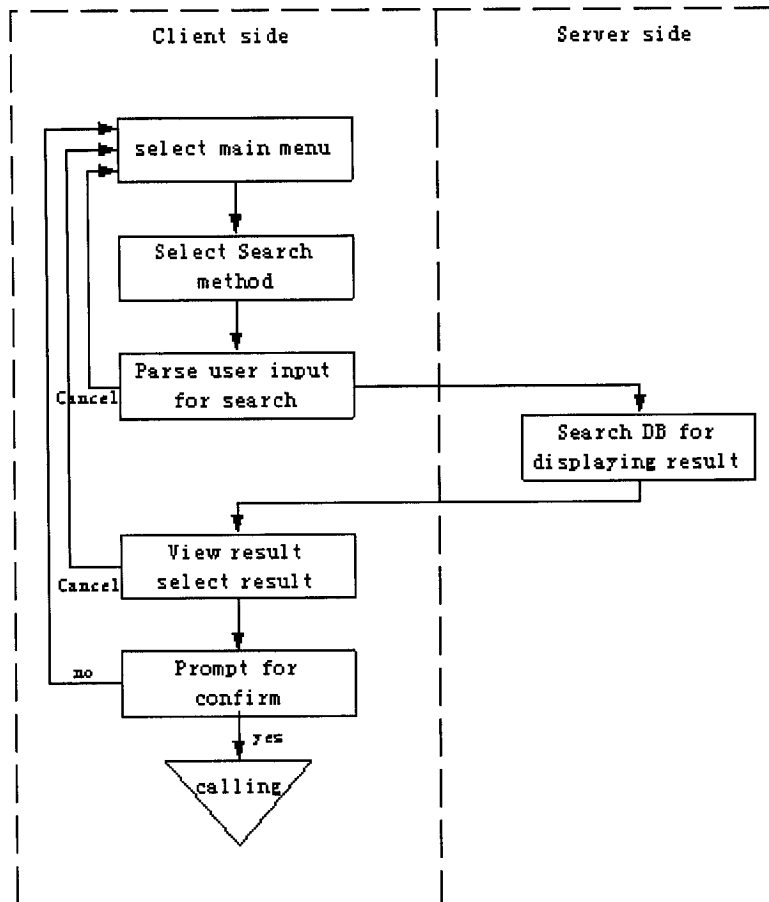 Client side
Server side
select main menu
Select Search
method
Parse user input
for search
Cancel
Search DB for
displaying result
View result
select result
Cancel
Prompt for
confirm
no
yes
calling